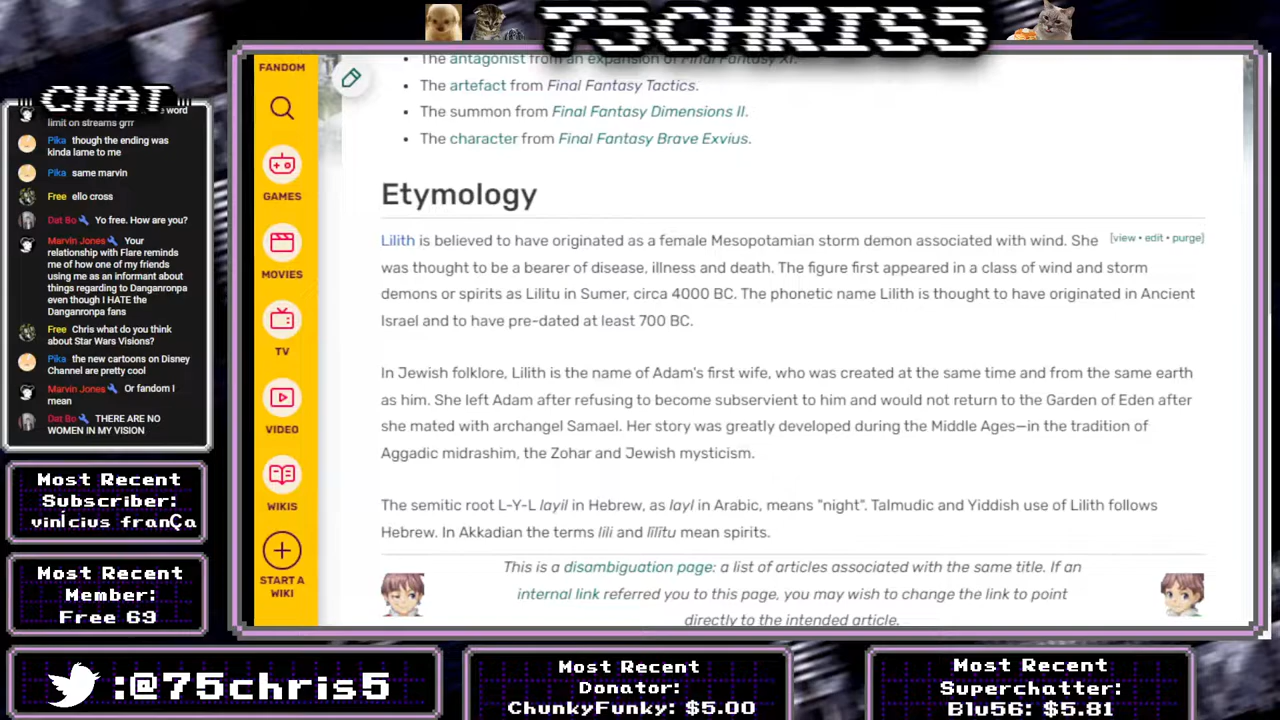 75CHRIS5
CHAT
word
limit on streams grrr
Pika though the ending was
kinda lame to me
Pika same marvin
Free ello cross
Dat Bo Yo free. How are you?
Marvin Jones Your
relationship with Flare reminds
me of how one of my friends
using me as an informant about
things regarding to Danganronpa
even though I HATE the
Danganronpa fans
Free Chris what do you think
about Star Wars Visions?
Pika the new cartoons on Disney
Channel are pretty cool
Marvin Jones Or fandom I
mean
Dat Bo THERE ARE NO
WOMEN IN MY VISION
Most Recent
Subscriber:
vinícius franÇa
Most Recent
Member:
Free 69
FANDOM
GAMES
MOVIES
TV
VIDEO
WIKIS
START A
WIKI
The antagonist from an expansion of Final Fantasy XI.
The artefact from Final Fantasy Tactics.
The summon from Final Fantasy Dimensions II.
The character from Final Fantasy Brave Exvius.
Etymology
[view • edit • purge]
Lilith is believed to have originated as a female Mesopotamian storm demon associated with wind. She
was thought to be a bearer of disease, illness and death. The figure first appeared in a class of wind and storm
demons or spirits as Lilitu in Sumer, circa 4000 BC. The phonetic name Lilith is thought to have originated in Ancient
Israel and to have pre-dated at least 700 BC.
In Jewish folklore, Lilith is the name of Adam's first wife, who was created at the same time and from the same earth
as him. She left Adam after refusing to become subservient to him and would not return to the Garden of Eden after
she mated with archangel Samael. Her story was greatly developed during the Middle Ages—in the tradition of
Aggadic midrashim, the Zohar and Jewish mysticism.
The semitic root L-Y-L layil in Hebrew, as layl in Arabic, means "night". Talmudic and Yiddish use of Lilith follows
Hebrew. In Akkadian the terms lili and līlītu mean spirits.
This is a disambiguation page: a list of articles associated with the same title. If an
internal link referred you to this page, you may wish to change the link to point
directly to the intended article.
:@75chris5
Most Recent
Donator:
ChunkyFunky: $5.00
Most Recent
Superchatter:
Blu56: $5.81